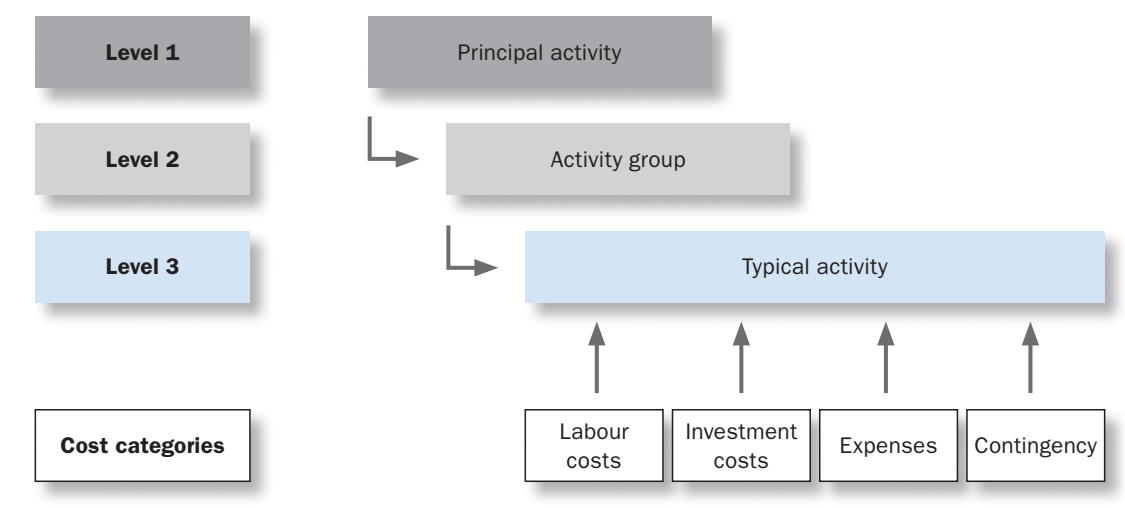 Level 1
Principal activity
Level 2
Activity group
Level 3
Typical activity
Cost categories
Labour
costs
Investment
costs
Expenses
Contingency